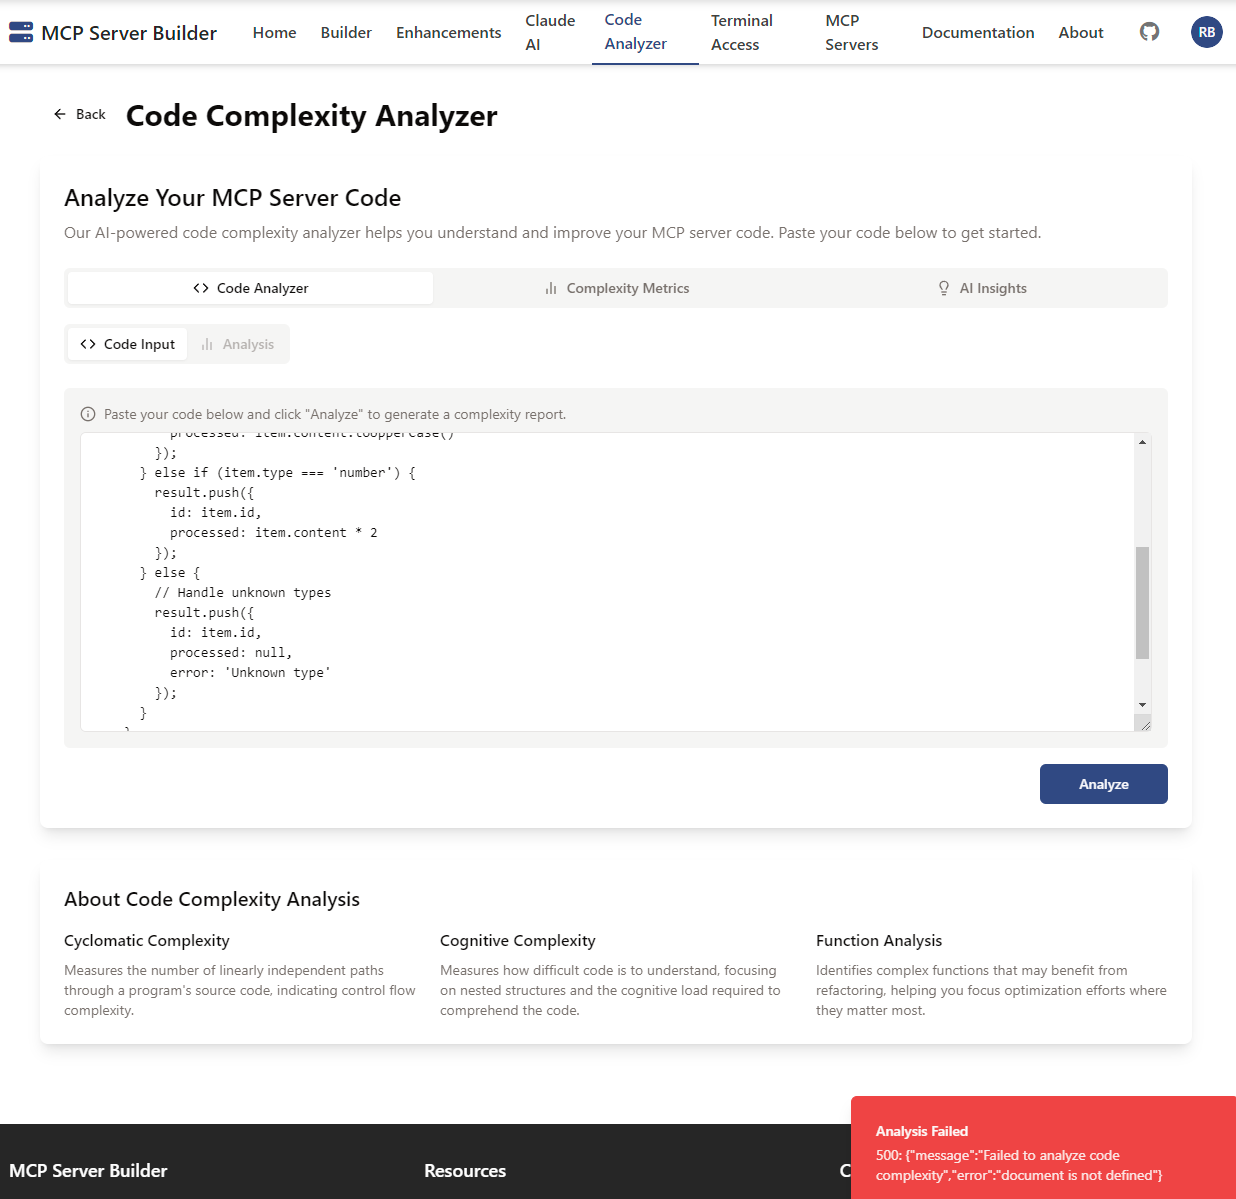 MCP Server Builder
Home
Builder
Enhancements
Claude
AI
Code
Analyzer
Terminal
Access
MCP
Servers
Documentation
About
RB
Back
Code Complexity Analyzer
Analyze Your MCP Server Code
Our AI-powered code complexity analyzer helps you understand and improve your MCP server code. Paste your code below to get started.
Code Analyzer
Complexity Metrics
AI Insights
Code Input
Analysis
Paste your code below and click "Analyze" to generate a complexity report.
processed: item.content.toUpperCase()
});
} else if (item.type === 'number') {
result.push({
id: item.id,
processed: item.content * 2
});
} else {
// Handle unknown types
result.push({
id: item.id,
processed: null,
error: 'Unknown type'
});
}
}
Analyze
About Code Complexity Analysis
Cyclomatic Complexity
Measures the number of linearly independent paths
through a program's source code, indicating control flow
complexity.
Cognitive Complexity
Measures how difficult code is to understand, focusing
on nested structures and the cognitive load required to
comprehend the code.
Function Analysis
Identifies complex functions that may benefit from
refactoring, helping you focus optimization efforts where
they matter most.
MCP Server Builder
Resources
C
Analysis Failed
500: {"message":"Failed to analyze code
complexity","error":"document is not defined"}